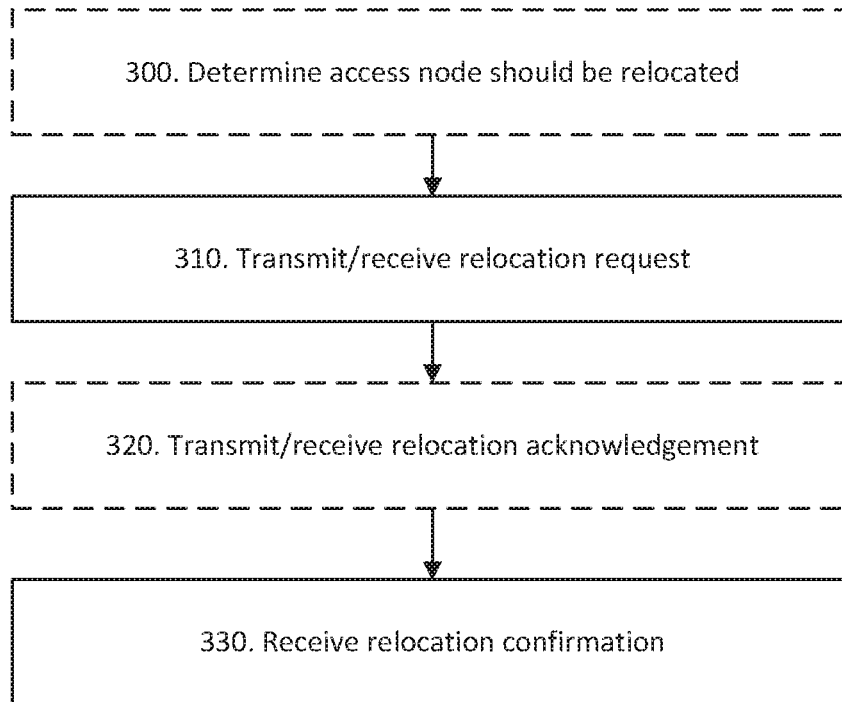 300. Determine access node should be relocated
310. Transmit/receive relocation request
320. Transmit/receive relocation acknowledgement
330. Receive relocation confirmation